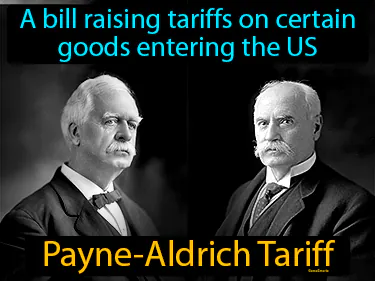 A bill raising tariffs on certain
goods entering the US
Payne-Aldrich Tariff